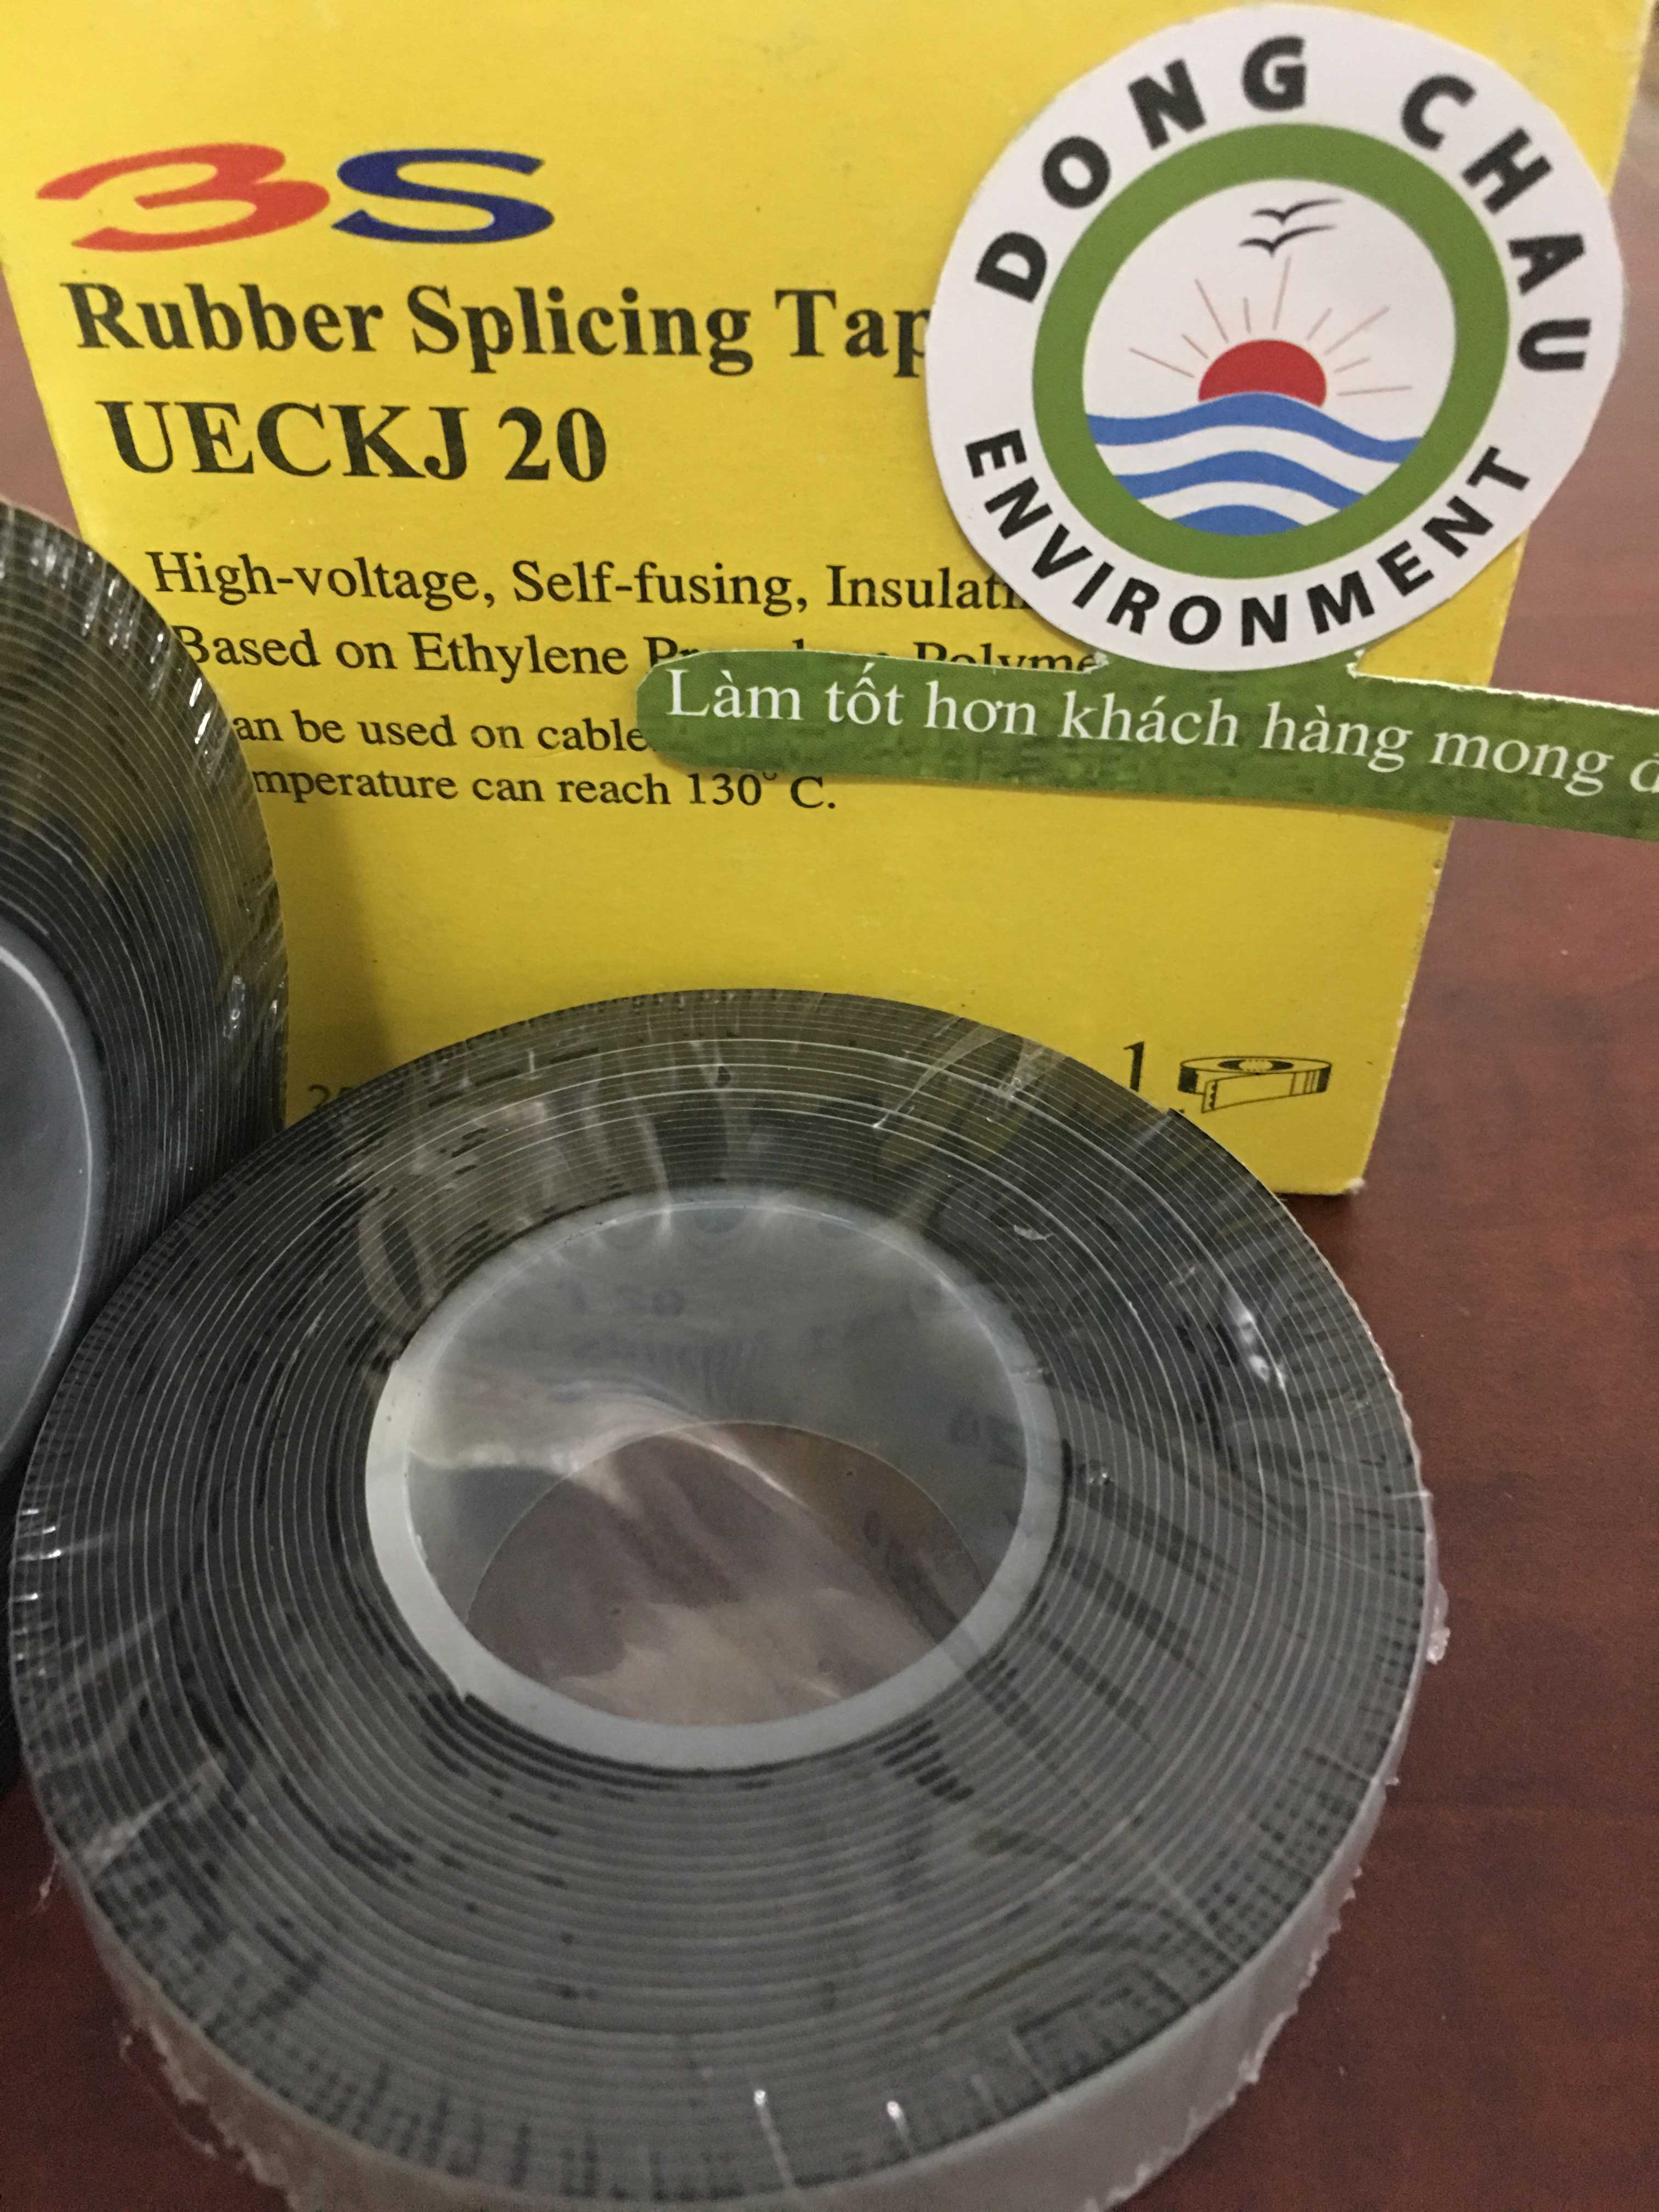 3S
DONG CHAU
ENVIRONMENT
Rubber Splicing Tap
UECKJ 20
High-voltage, Self-fusing, Insulati
Based on Ethylene Polyme
an be used on cable
mperature can reach 130° C.
Làm tốt hơn khách hàng mong đ
1